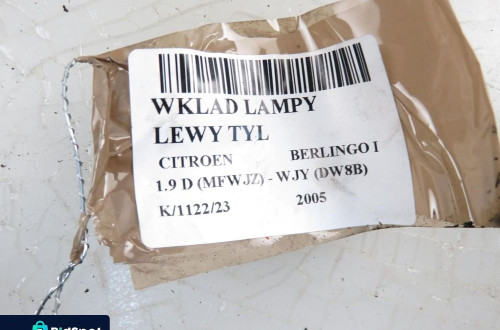 WKLAD LAMPY
LEWY TYL
CITROEN BERLINGO I
1.9 D (MFWJZ) - WJY (DW8B)
K/1122/23 2005